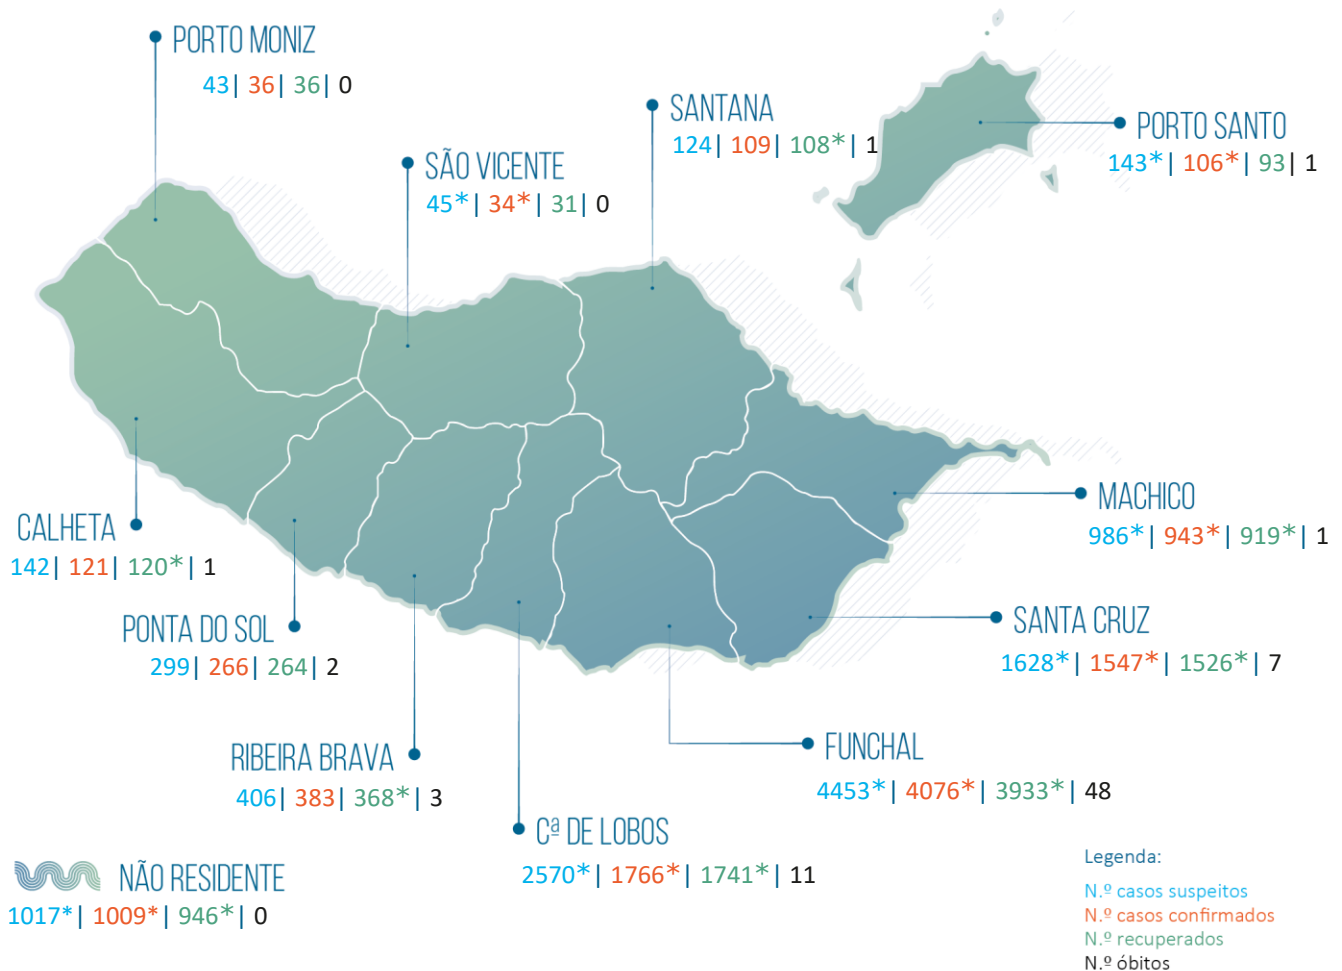 PORTO MONIZ
43| 36| 36| 0
SANTANA
124| 109| 108*| 1
PORTO SANTO
143*| 106*| 93| 1
SÃO VICENTE
45*| 34*| 31| 0
MACHICO
986*| 943*| 919*| 1
CALHETA
142| 121| 120*| 1
SANTA CRUZ
1628*| 1547*| 1526*| 7
PONTA DO SOL
299| 266| 264| 2
RIBEIRA BRAVA
406| 383| 368*| 3
FUNCHAL
4453*| 4076*| 3933*| 48
Cª DE LOBOS
2570*| 1766*| 1741*| 11
NÃO RESIDENTE
1017*| 1009*| 946*| 0
Legenda:
N.º casos suspeitos
N.º casos confirmados
N.º recuperados
N.º óbitos